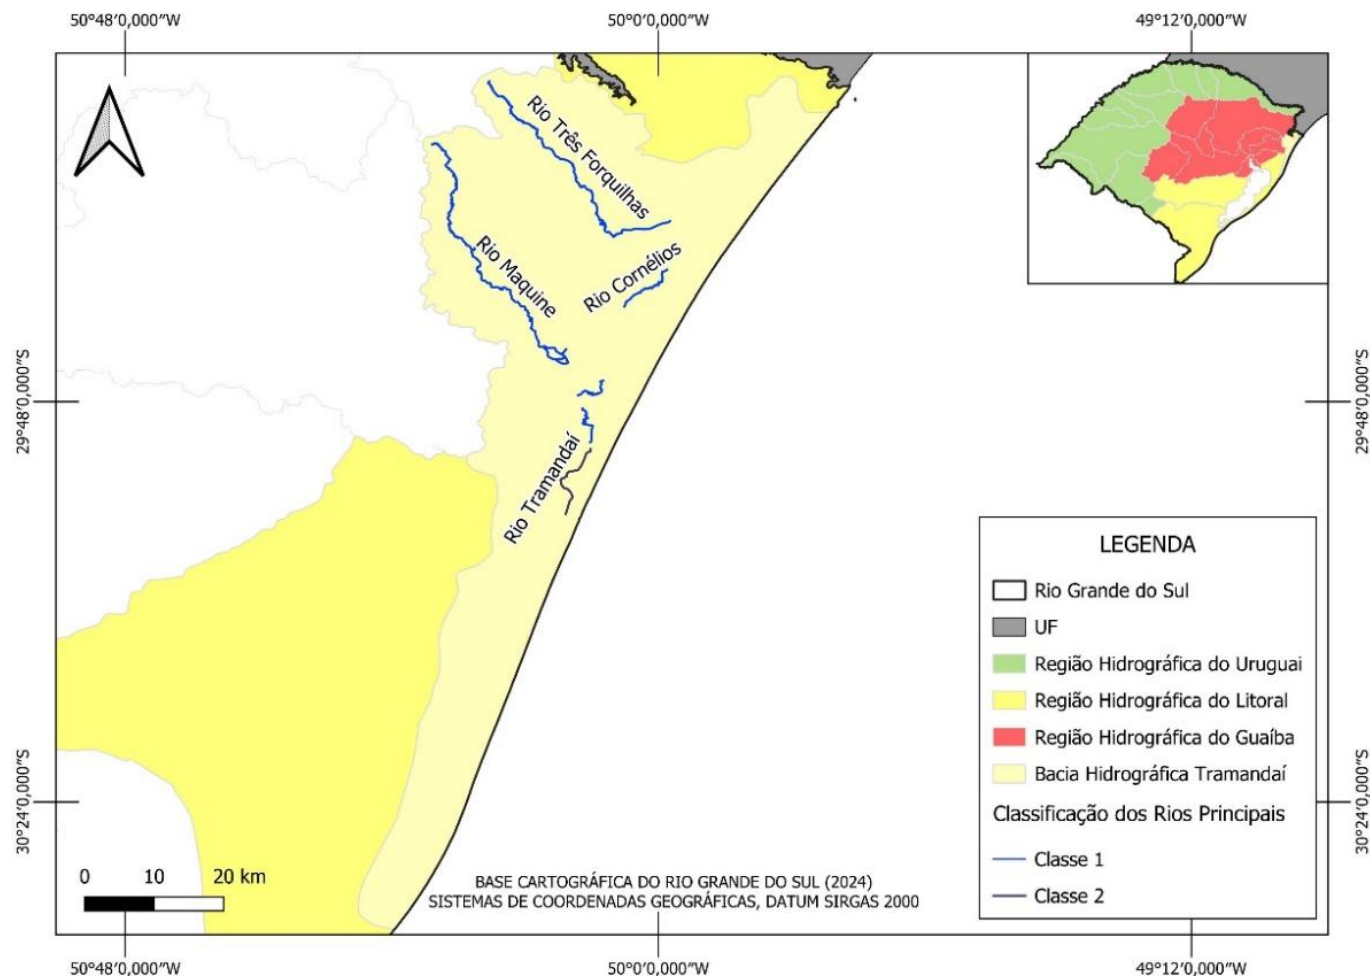 50°48'0,000"W
50°0'0,000"W
49°12'0,000"W
Rio Três Forquilhas
Rio Maquine
Rio Cornélios
29°48'0,000"S
29°48'0,000"S
Rio Tramandaí
LEGENDA
Rio Grande do Sul
UF
Região Hidrográfica do Uruguai
Região Hidrográfica do Litoral
Região Hidrográfica do Guaíba
Bacia Hidrográfica Tramandaí
Classificação dos Rios Principais
Classe 1
Classe 2
30°24'0,000"S
30°24'0,000"S
0 10 20 km
BASE CARTOGRÁFICA DO RIO GRANDE DO SUL (2024)
SISTEMAS DE COORDENADAS GEOGRÁFICAS, DATUM SIRGAS 2000
50°48'0,000"W
50°0'0,000"W
49°12'0,000"W